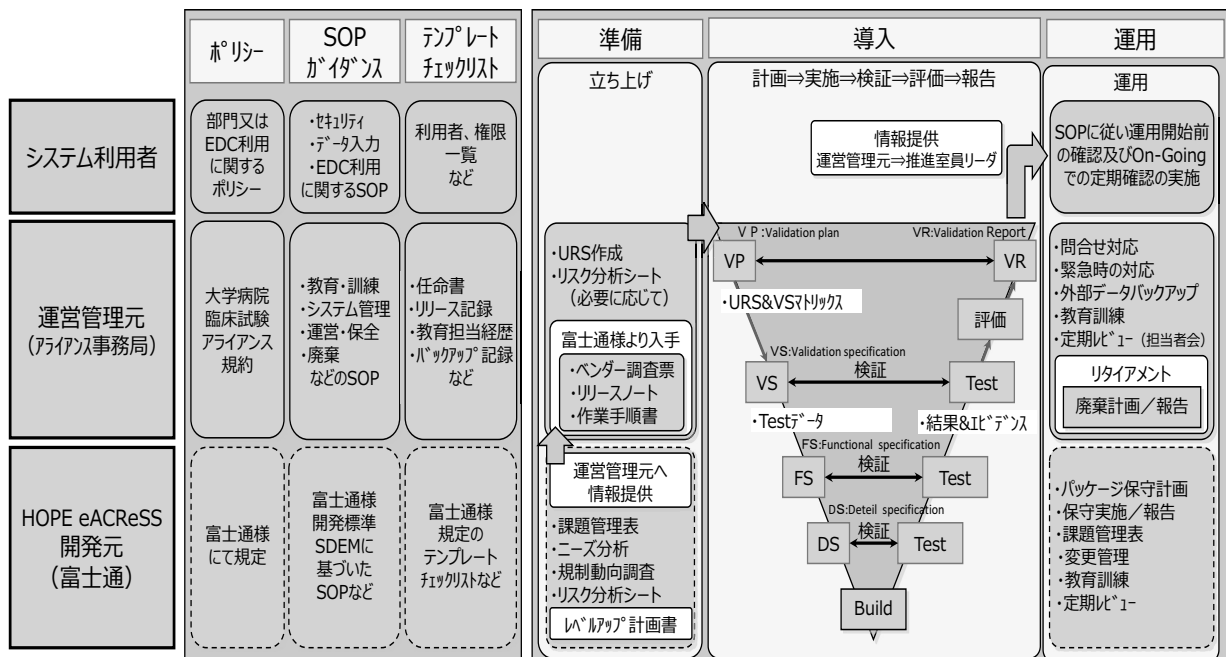 ﾎﾟﾘｼｰ
SOP
ｶﾞｲﾀﾞﾝｽ
ﾃﾝﾌﾟﾚｰﾄ
ﾁｪｯｸﾘｽﾄ
準備
導入
運用
システム利用者
部門又は
EDC利用
に関する
ポリシー
・ｾｷｭﾘﾃｨ
・ﾃﾞｰﾀ入力
・EDC利用
に関するSOP
利用者、権限
一覧
など
立ち上げ
計画⇒実施⇒検証⇒評価⇒報告
情報提供
運営管理元⇒推進室員リーダ
運用
SOPに従い運用開始前
の確認及びOn-Going
での定期確認の実施
運営管理元
（ｱﾗｲｱﾝｽ事務局）
大学病院
臨床試験
アライアンス
規約
・教育・訓練
・システム管理
・運営・保全
・廃棄
などのSOP
・任命書
・リリース記録
・教育担当経歴
・ﾊﾞｯｸｱｯﾌﾟ記録
など
・URS作成
・リスク分析シート
（必要に応じて）
富士通様より入手
・ベンダー調査票
・リリースノート
・作業手順書
ＶＰ:Validation plan
VR:Validation Report
VP
VR
・URS&VSマトリックス
評価
VS:Validation specification
検証
VS
Test
・Testﾃﾞｰﾀ
・結果&ｴﾋﾞﾃﾞﾝｽ
・問合せ対応
・緊急時の対応
・外部データバックアップ
・教育訓練
・定期ﾚﾋﾞｭｰ（担当者会）
リタイアメント
廃棄計画／報告
HOPE eACReSS
開発元
（富士通）
富士通様
にて規定
富士通様
開発標準
SDEMに
基づいた
SOPなど
富士通様
規定の
テンプレート
チェックリストなど
運営管理元へ
情報提供
・課題管理表
・ニーズ分析
・規制動向調査
・リスク分析シート
ﾚﾍﾞﾙｱｯﾌﾟ計画書
FS:Functional specification
検証
FS
Test
DS:Deteil specification
検証
DS
Test
Build
・パッケージ保守計画
・保守実施／報告
・課題管理表
・変更管理
・教育訓練
・定期ﾚﾋﾞｭｰ